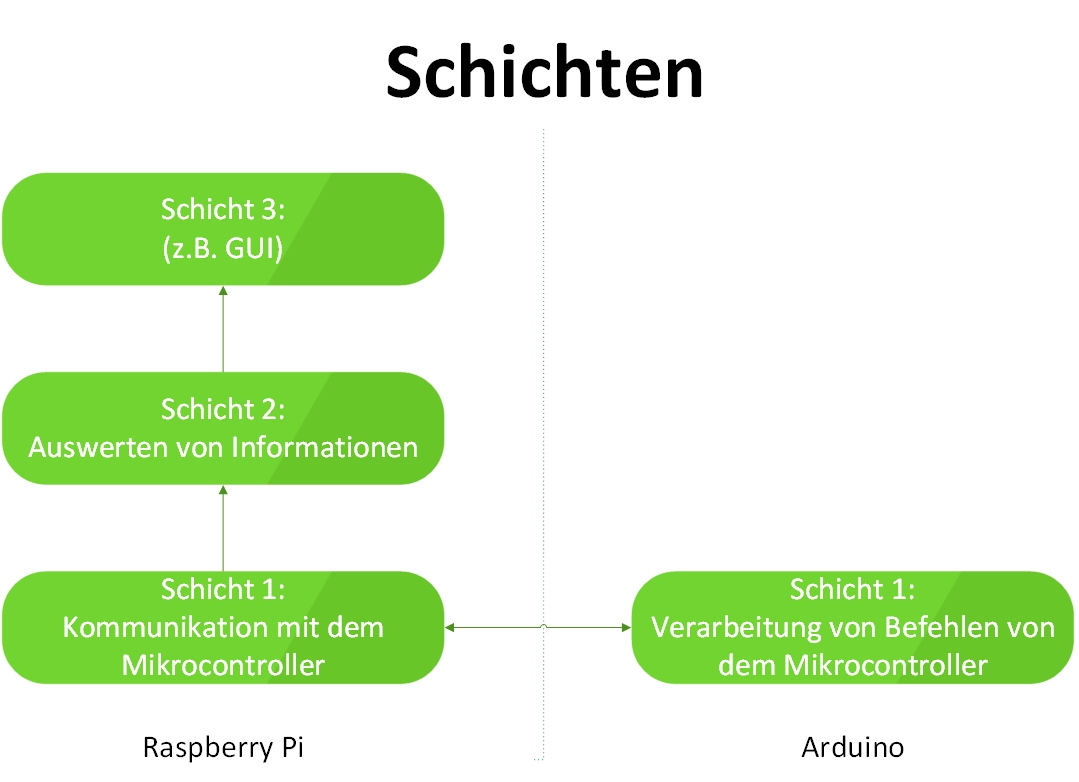 Schichten
Schicht 3:
(z.B. GUI)
Schicht 2:
Auswerten von Informationen
Schicht 1:
Kommunikation mit dem
Mikrocontroller
Schicht 1:
Verarbeitung von Befehlen von
dem Mikrocontroller
Raspberry Pi
Arduino